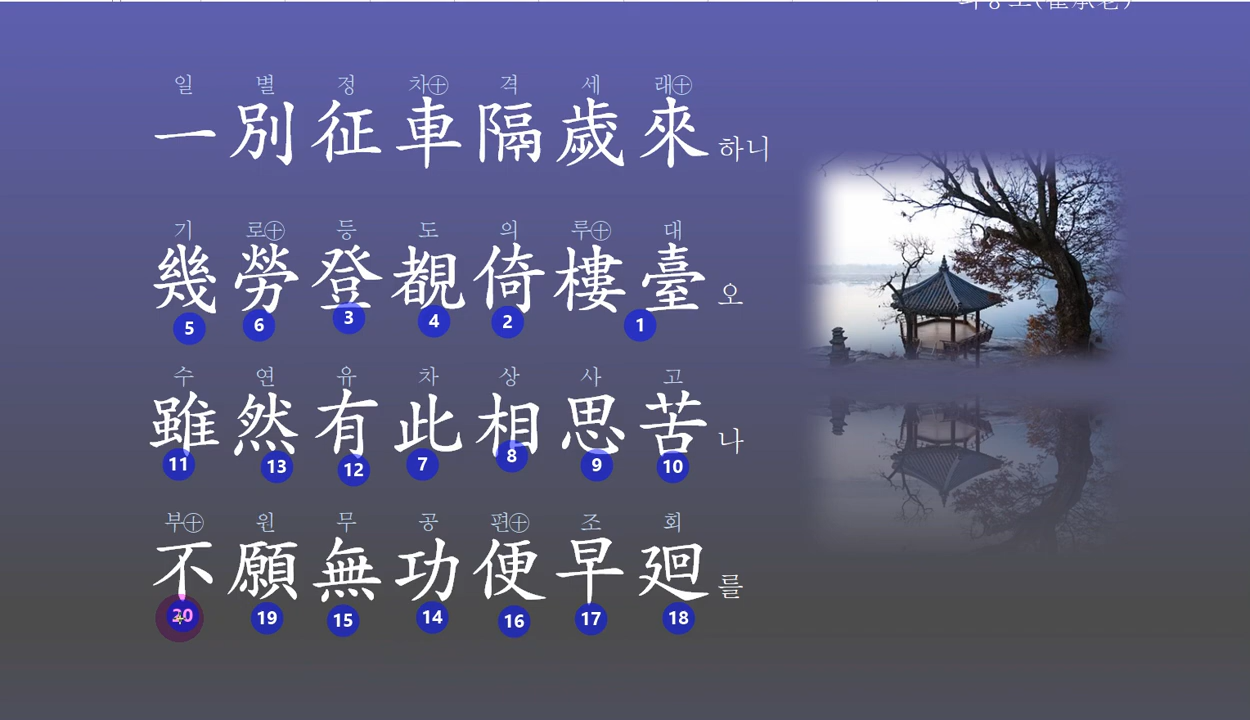 일 별 정 차㊉ 격 세 래㊉
一別征車隔歲來 하니
기 로㊉ 등 도 의 루㊉ 대
幾勞登覩倚樓臺 오
5 6 3 4 2 1
수 연 유 차 상 사 고
雖然有此相思苦 나
11 13 12 7 8 9 10
부㊉ 원 무 공 편㊉ 조 회
不願無功便早廻 를
20 19 15 14 16 17 18